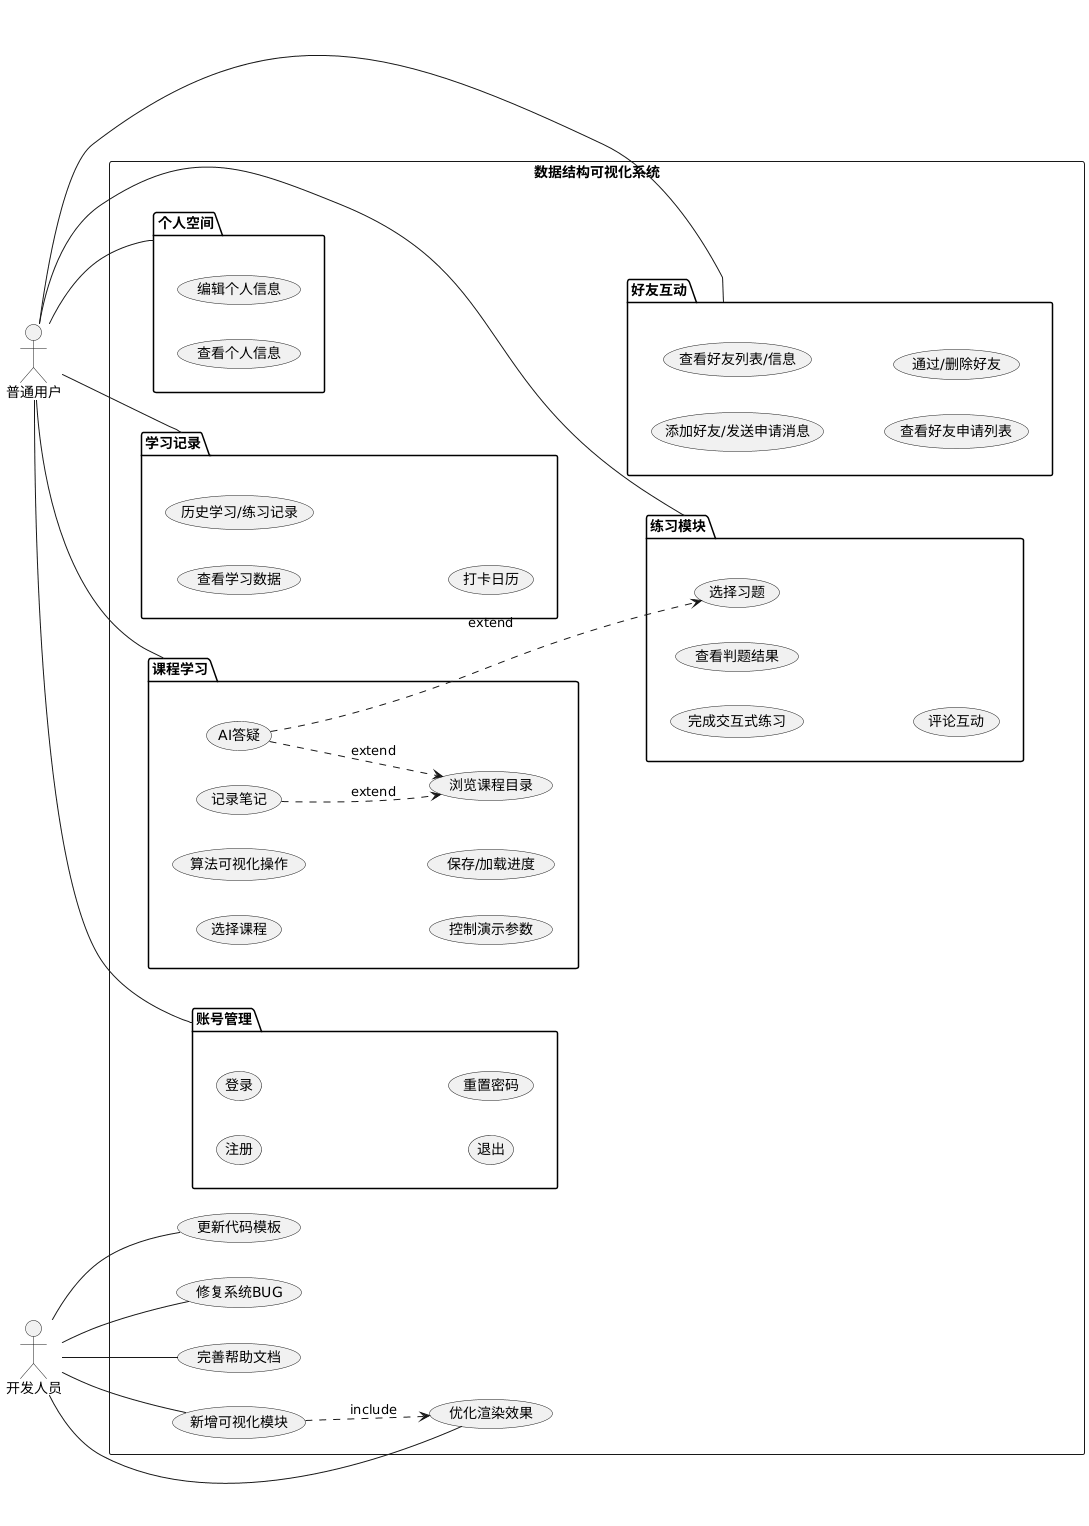 数据结构可视化系统
个人空间
编辑个人信息
查看个人信息
好友互动
查看好友列表/信息
通过/删除好友
添加好友/发送申请消息
查看好友申请列表
普通用户
学习记录
历史学习/练习记录
查看学习数据
打卡日历
练习模块
选择习题
查看判题结果
完成交互式练习
评论互动
extend
课程学习
AI答疑
extend
浏览课程目录
记录笔记
extend
算法可视化操作
保存/加载进度
选择课程
控制演示参数
账号管理
登录
重置密码
注册
退出
更新代码模板
修复系统BUG
完善帮助文档
开发人员
新增可视化模块
include
优化渲染效果